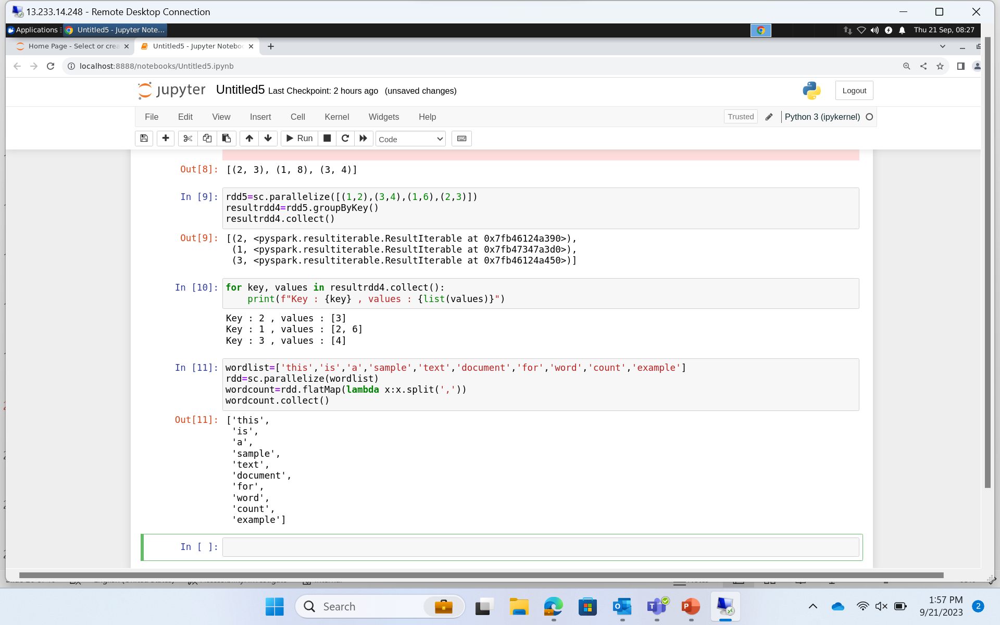 13.233.14.248 - Remote Desktop Connection
Applications
Untitled5 - Jupyter Note...
Thu 21 Sep, 08:27
Home Page - Select or crea
Untitled5 - Jupyter Notebo
localhost:8888/notebooks/Untitled5.ipynb
jupyter
Untitled5 Last Checkpoint: 2 hours ago (unsaved changes)
Logout
File Edit View Insert Cell Kernel Widgets Help
Trusted
Python 3 (ipykernel)
Run
Code
Out[8]: [(2, 3), (1, 8), (3, 4)]
In [9]: rdd5=sc.parallelize([(1,2),(3,4),(1,6),(2,3)])
resultrdd4=rdd5.groupByKey()
resultrdd4.collect()
Out[9]: [(2, <pyspark.resultiterable.ResultIterable at 0x7fb46124a390>),
(1, <pyspark.resultiterable.ResultIterable at 0x7fb47347a3d0>),
(3, <pyspark.resultiterable.ResultIterable at 0x7fb46124a450>)]
In [10]: for key, values in resultrdd4.collect():
print(f"Key : {key} , values : {list(values)}")
Key : 2 , values : [3]
Key : 1 , values : [2, 6]
Key : 3 , values : [4]
In [11]: wordlist=['this','is','a','sample','text','document','for','word','count','example']
rdd=sc.parallelize(wordlist)
wordcount=rdd.flatMap(lambda x:x.split(','))
wordcount.collect()
Out[11]: ['this',
'is',
'a',
'sample',
'text',
'document',
'for',
'word',
'count',
'example']
In [ ]:
Search
1:57 PM
9/21/2023
2